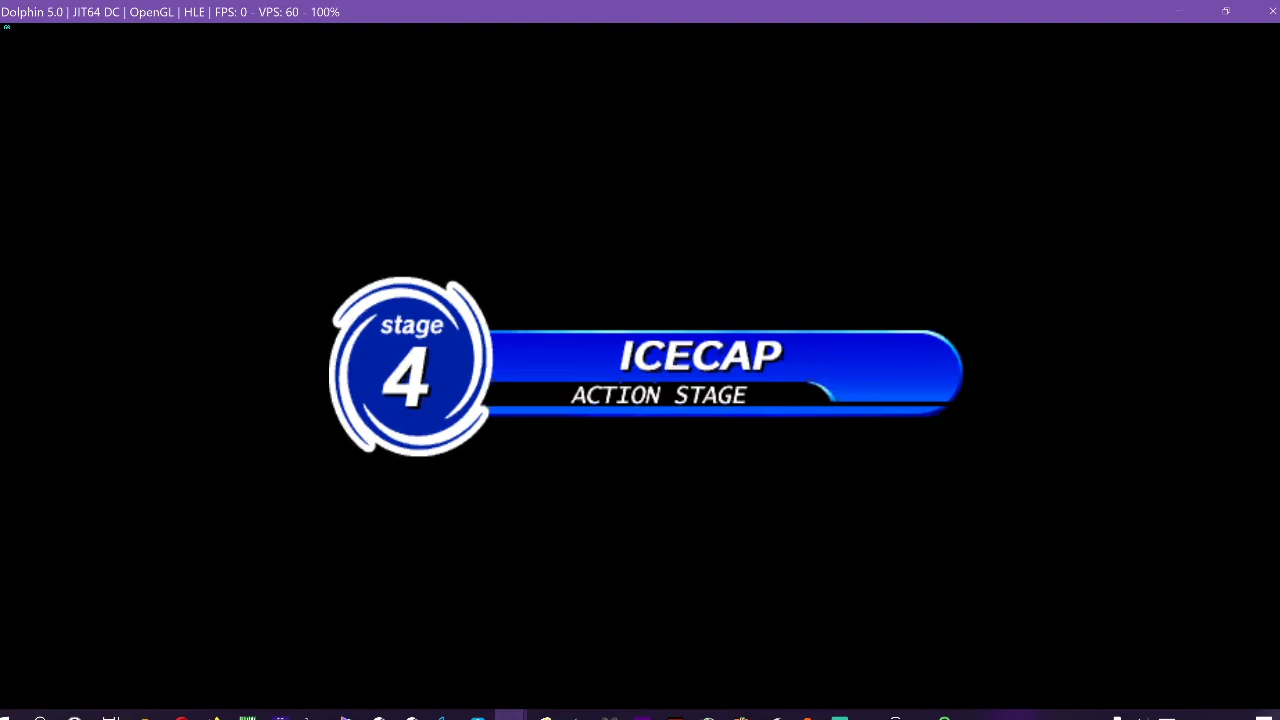 Dolphin 5.0 | JIT64 DC | OpenGL | HLE | FPS: 0 - VPS: 60 - 100%
stage
4
ICECAP
ACTION STAGE